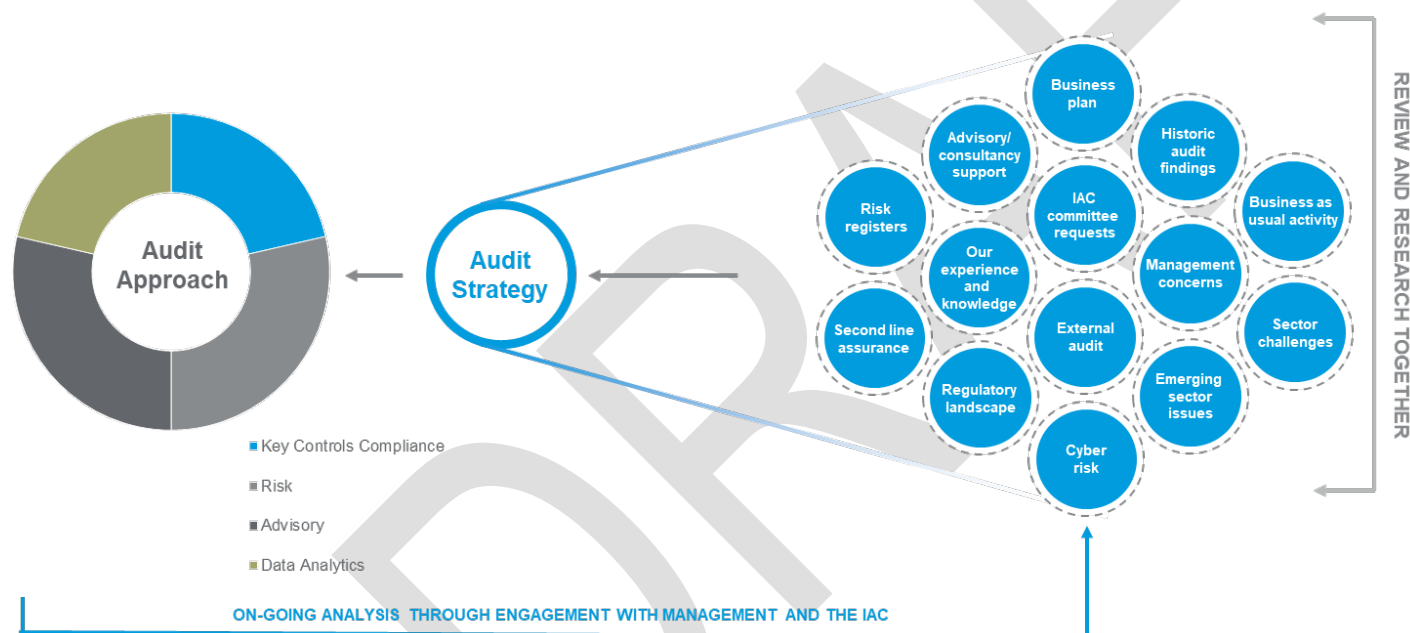 Audit
Approach
Key Controls Compliance
Risk
Advisory
Data Analytics
Audit
Strategy
Business
plan
Advisory/
consultancy
support
Historic
audit
findings
Risk
registers
IAC
committee
requests
Business as
usual activity
Our
experience
and
knowledge
Management
concerns
Second line
assurance
External
audit
Sector
challenges
Regulatory
landscape
Emerging
sector
issues
Cyber
risk
REVIEW AND RESEARCH TOGETHER
ON-GOING ANALYSIS THROUGH ENGAGEMENT WITH MANAGEMENT AND THE IAC